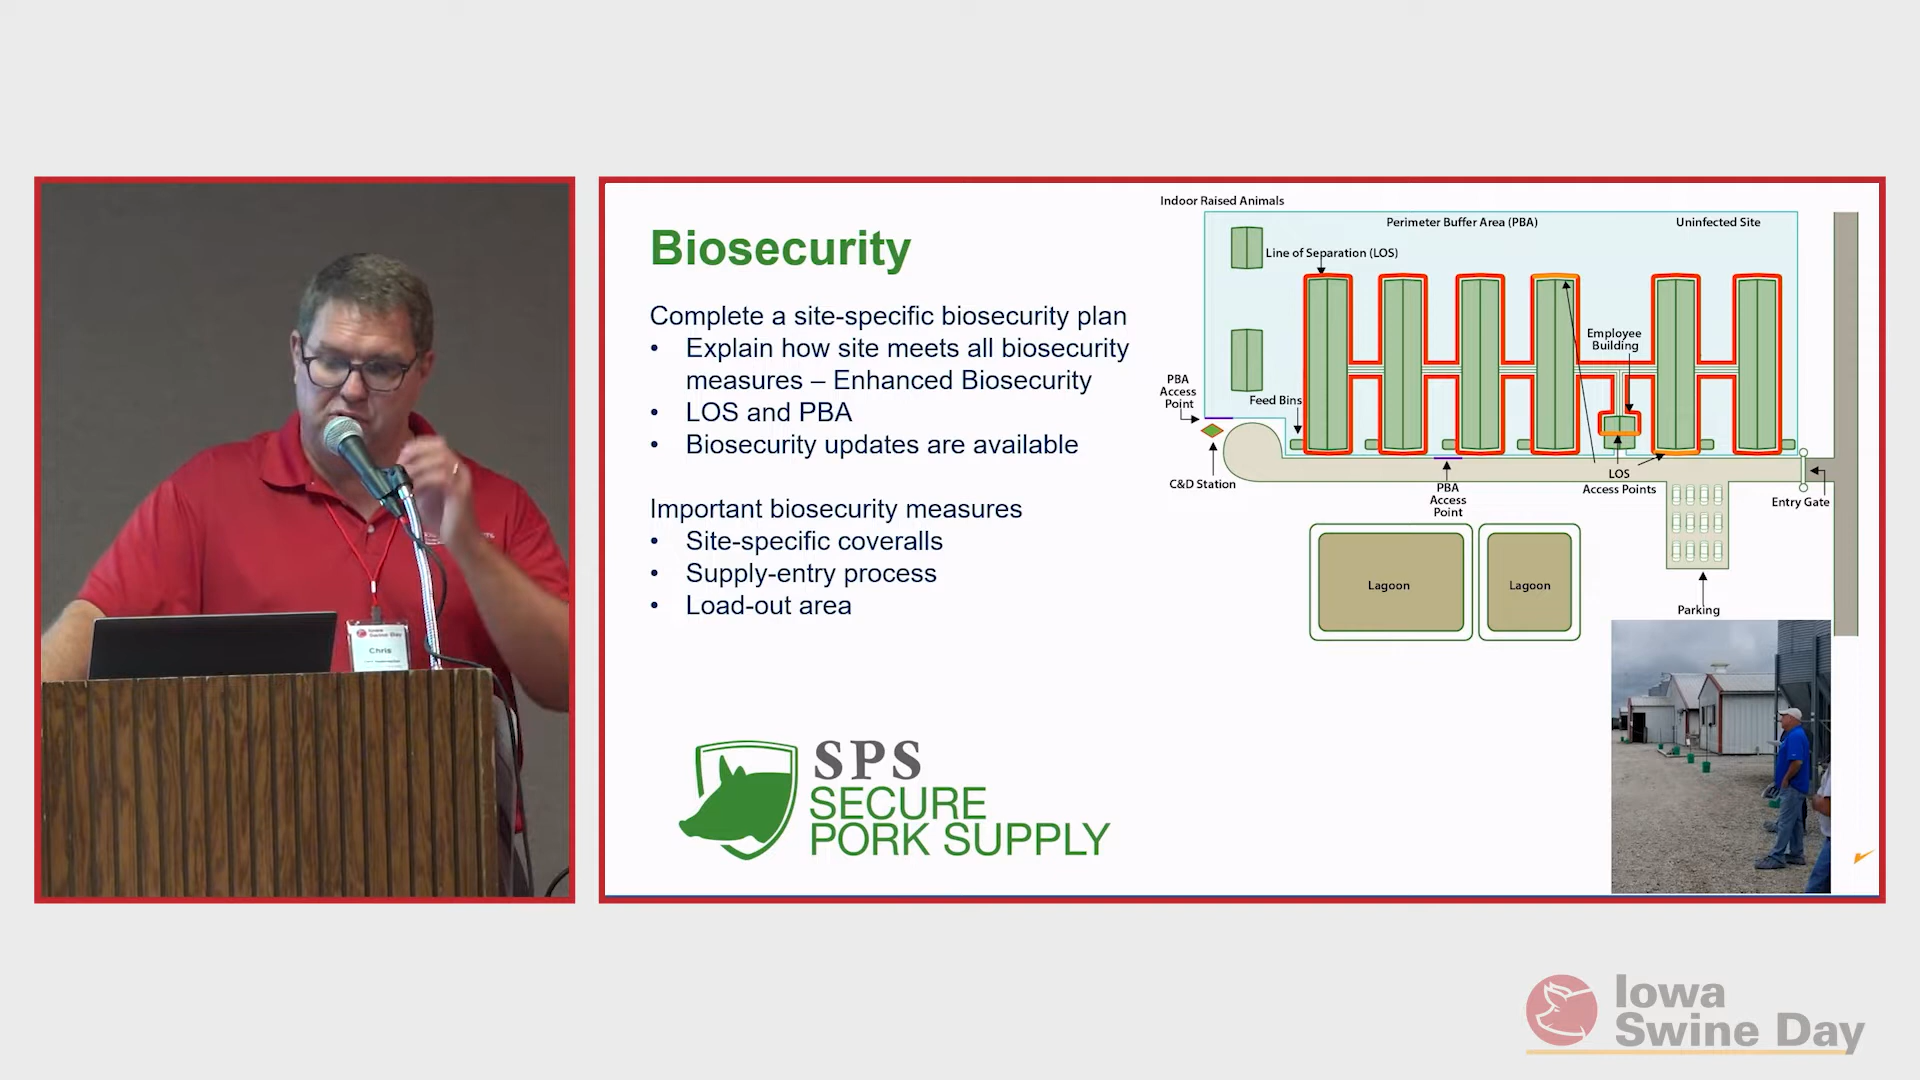 Biosecurity
Complete a site-specific biosecurity plan
• Explain how site meets all biosecurity
measures – Enhanced Biosecurity
• LOS and PBA
• Biosecurity updates are available
Important biosecurity measures
• Site-specific coveralls
• Supply-entry process
• Load-out area
SPS
SECURE
PORK SUPPLY
Indoor Raised Animals
Perimeter Buffer Area (PBA)
Uninfected Site
Line of Separation (LOS)
Employee
Building
PBA
Access
Point
Feed Bins
C&D Station
PBA
Access
Point
LOS
Access Points
Entry Gate
Lagoon
Lagoon
Parking
Iowa
Swine Day
Chris
Iowa
Swine Day